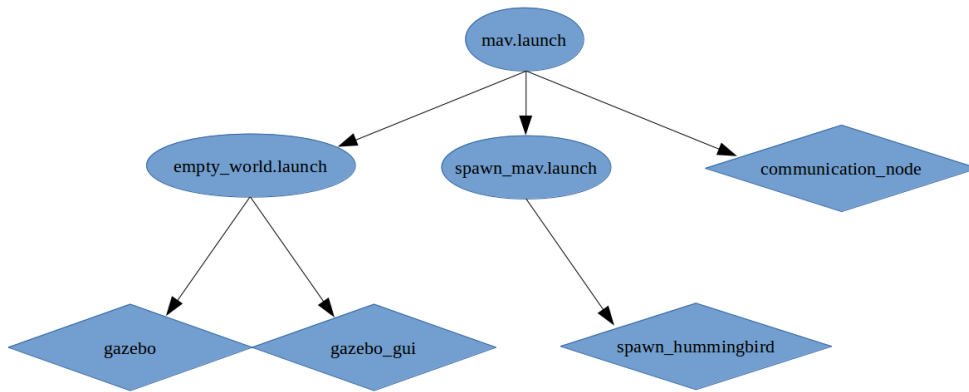 mav.launch
empty_world.launch
spawn_mav.launch
communication_node
gazebo
gazebo_gui
spawn_hummingbird